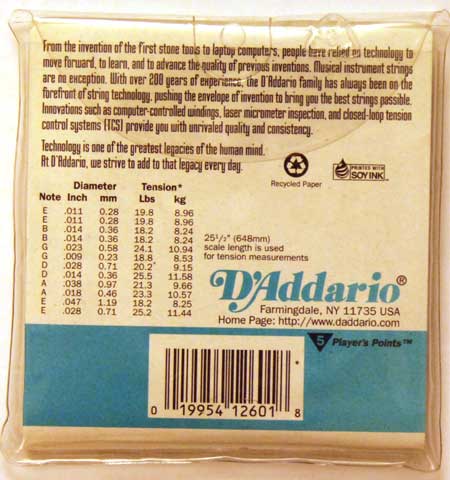 From the invention of the first stone tools to laptop computers, people have relied on technology to
move forward, to learn, and to advance the quality of previous inventions. Musical instrument strings
are no exception. With over 200 years of experience, the D'Addario family has always been on the
forefront of string technology, pushing the envelope of invention to bring you the best strings possible.
Innovations such as computer-controlled windings, laser micrometer inspection, and closed-loop tension
control systems (TCS) provide you with unrivaled quality and consistency.
Technology is one of the greatest legacies of the human mind.
At D'Addario, we strive to add to that legacy every day.
Recycled Paper
PRINTED WITH
SOY INK™
Diameter Tension*
Note Inch mm Lbs kg
E .011 0.28 19.8 8.96
E .011 0.28 19.8 8.96
B .014 0.36 18.2 8.24
B .014 0.36 18.2 8.24
G .023 0.58 24.1 10.94
G .009 0.23 18.8 8.53
D .028 0.71 20.2 9.15
D .014 0.36 25.5 11.58
A .038 0.97 21.3 9.66
A .018 0.46 23.3 10.57
E .047 1.19 18.2 8.25
E .028 0.71 25.2 11.44
25½" (648mm)
scale length is used
for tension measurements
D'Addario®
Farmingdale, NY 11735 USA
Home Page: http://www.daddario.com
5 Player's Points™
0 19954 12601 8